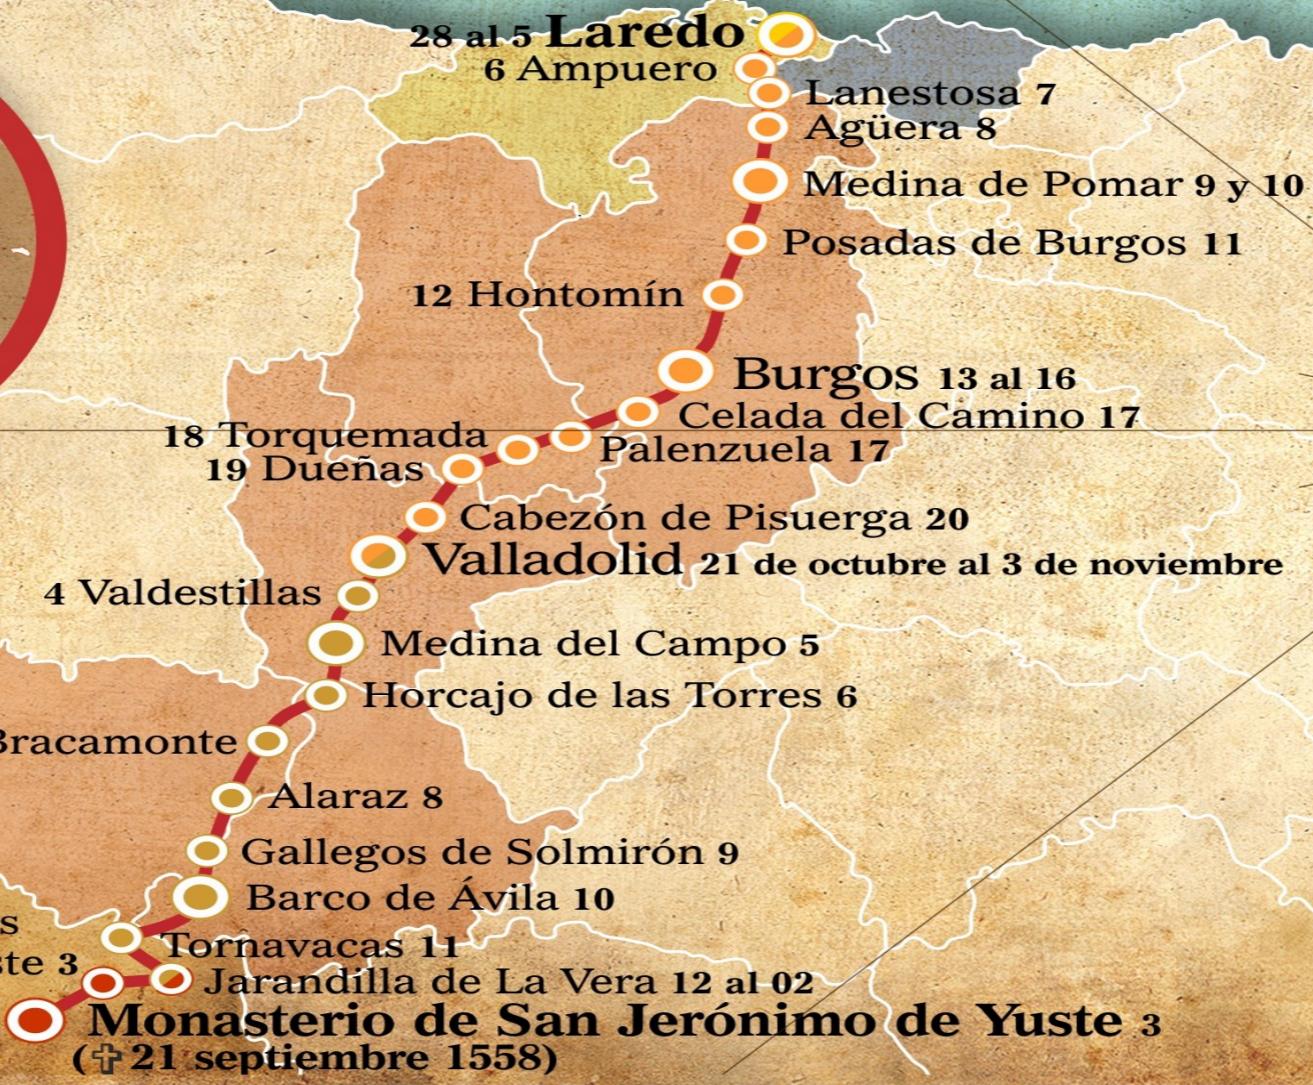 28 al 5 Laredo
6 Ampuero
Lanestosa 7
Agüera 8
Medina de Pomar 9 y 10
Posadas de Burgos 11
12 Hontomín
Burgos 13 al 16
Celada del Camino 17
18 Torquemada
Palenzuela 17
19 Dueñas
Cabezón de Pisuerga 20
Valladolid 21 de octubre al 3 de noviembre
4 Valdestillas
Medina del Campo 5
Horcajo de las Torres 6
Bracamonte
Alaraz 8
Gallegos de Solmirón 9
Barco de Ávila 10
Tornavacas 11
3
Jarandilla de La Vera 12 al 02
Monasterio de San Jerónimo de Yuste 3
(✞ 21 septiembre 1558)